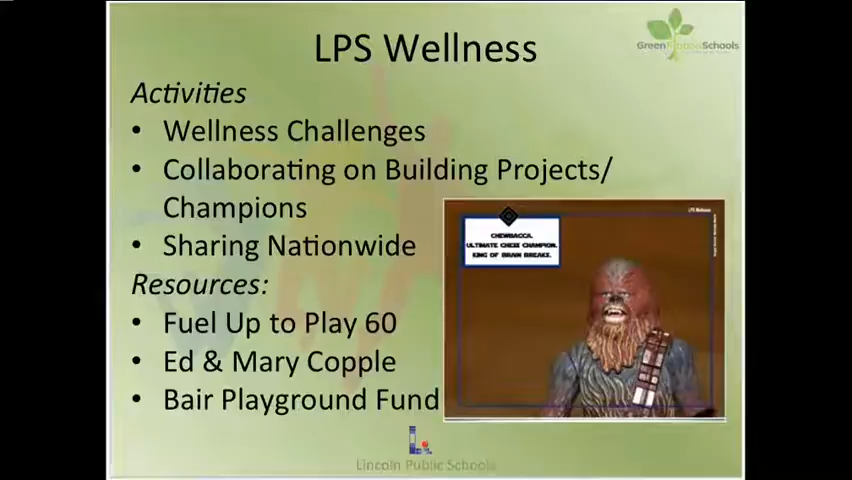 LPS Wellness
Green Ribbon Schools
Activities
• Wellness Challenges
• Collaborating on Building Projects/
Champions
• Sharing Nationwide
Resources:
• Fuel Up to Play 60
• Ed & Mary Copple
• Bair Playground Fund
LPS Wellness
CHEWBACCA.
ULTIMATE CHESS CHAMPION.
KING OF BRAIN BREAKS.
Lincoln Public Schools